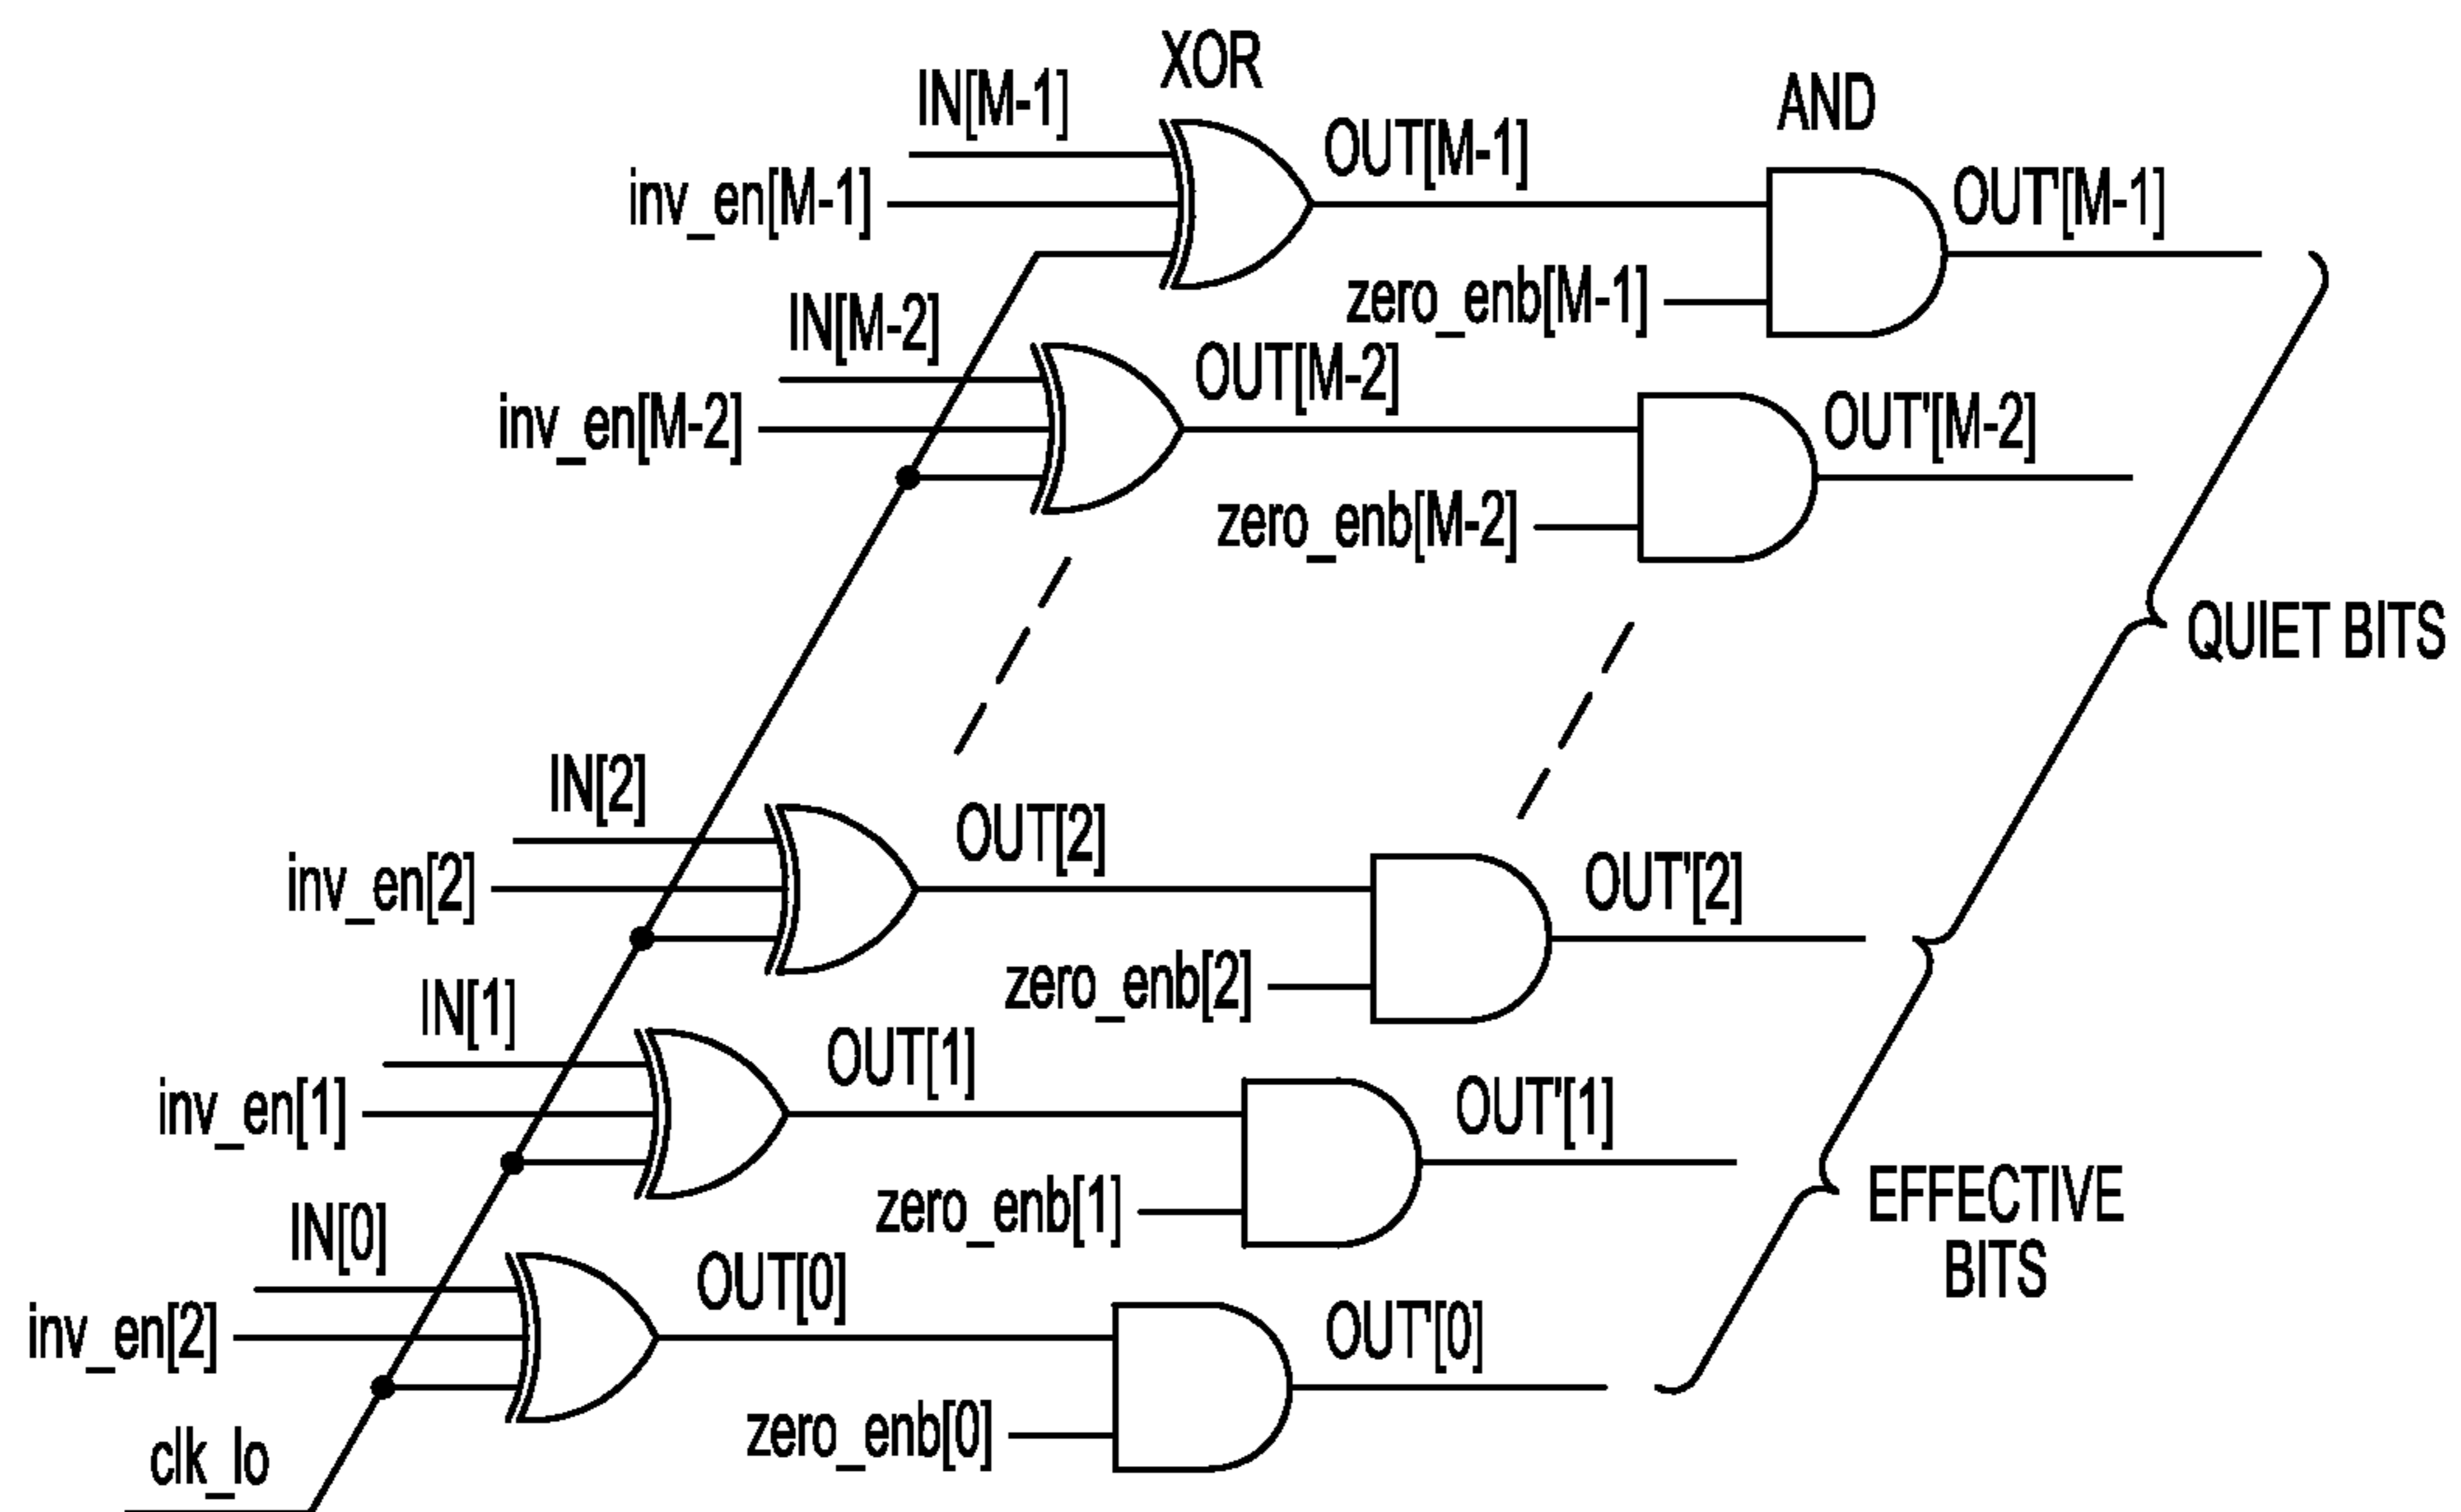 XOR
IN[M-1]
AND
OUT[M-1]
inv_en[M-1]
OUT'[M-1]
zero_enb[M-1]
IN[M-2]
OUT[M-2]
inv_en[M-2]
OUT'[M-2]
zero_enb[M-2]
QUIET BITS
IN[2]
OUT[2]
inv_en[2]
OUT'[2]
zero_enb[2]
IN[1]
OUT[1]
inv_en[1]
OUT'[1]
zero_enb[1]
EFFECTIVE
BITS
IN[0]
OUT[0]
inv_en[2]
OUT'[0]
zero_enb[0]
clk_lo